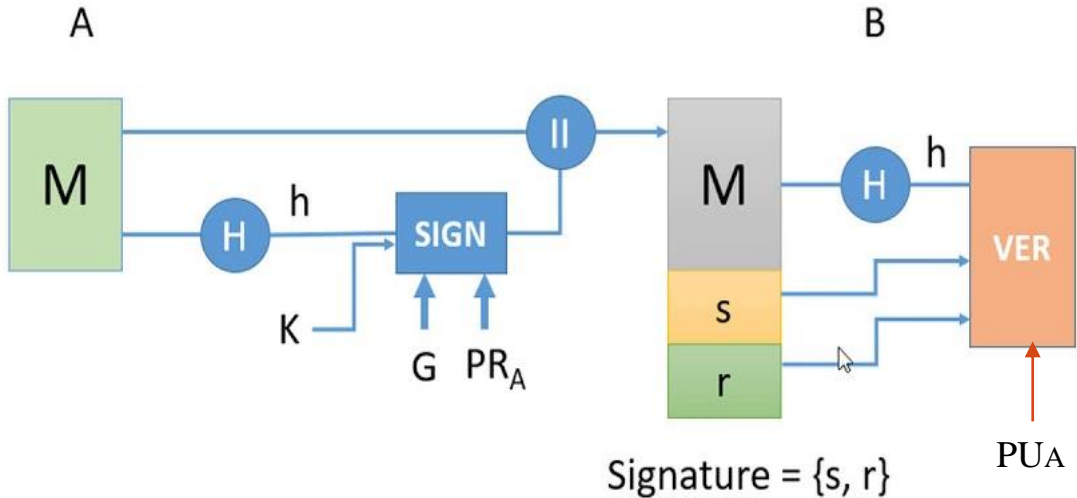 A
B
M
H
h
SIGN
K
G
PRA
II
M
s
r
H
h
VER
PUA
Signature = {s, r}